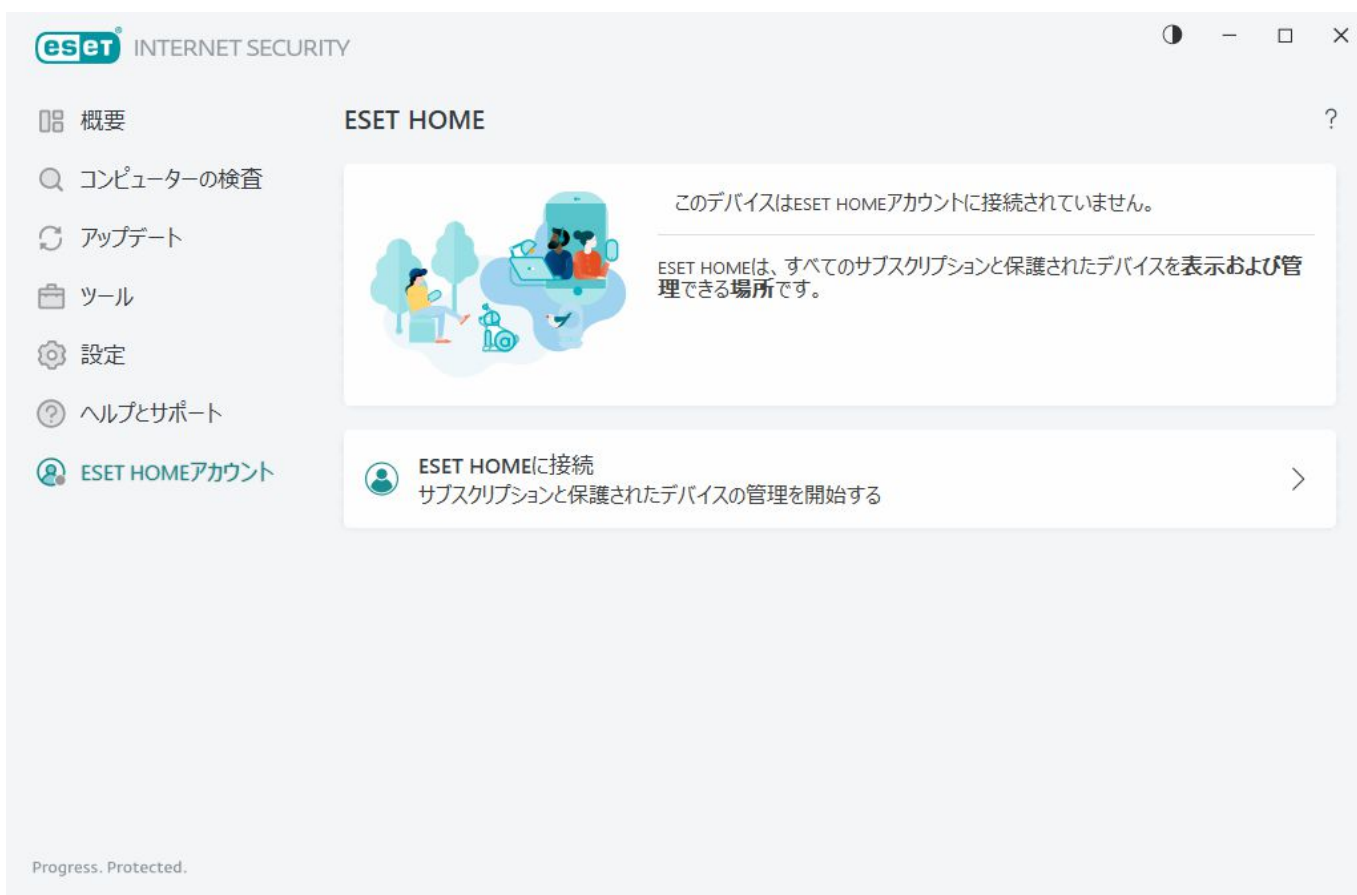 eset® INTERNET SECURITY
概要
コンピューターの検査
アップデート
ツール
設定
ヘルプとサポート
ESET HOMEアカウント
ESET HOME
?
このデバイスはESET HOMEアカウントに接続されていません。
ESET HOMEは、すべてのサブスクリプションと保護されたデバイスを表示および管
理できる場所です。
ESET HOMEに接続
サブスクリプションと保護されたデバイスの管理を開始する
Progress. Protected.